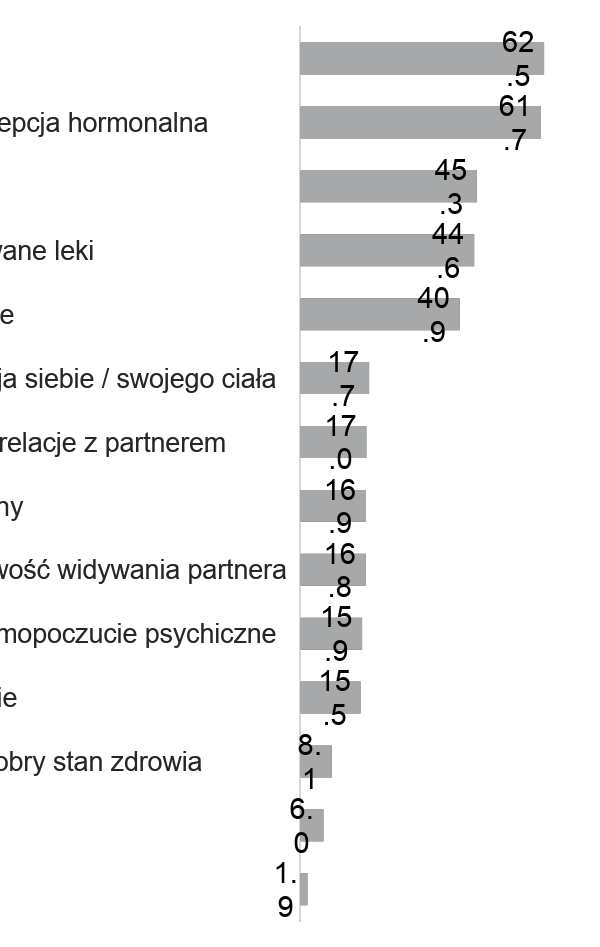 62
.5
epcja hormonalna
61
.7
45
.3
wane leki
44
.6
e
40
.9
ja siebie / swojego ciała
17
.7
relacje z partnerem
17
.0
ny
16
.9
wość widywania partnera
16
.8
mopoczucie psychiczne
15
.9
ie
15
.5
obry stan zdrowia
8.
1
6.
0
1.
9